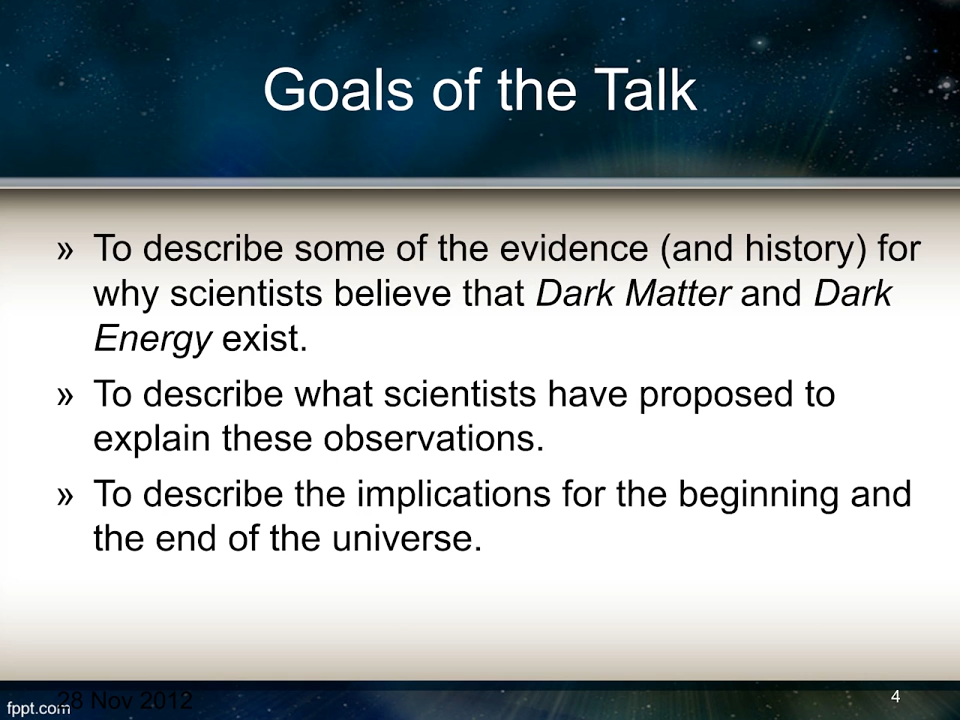 Goals of the Talk
» To describe some of the evidence (and history) for
why scientists believe that Dark Matter and Dark
Energy exist.
» To describe what scientists have proposed to
explain these observations.
» To describe the implications for the beginning and
the end of the universe.
28 Nov 2012
fppt.com
4